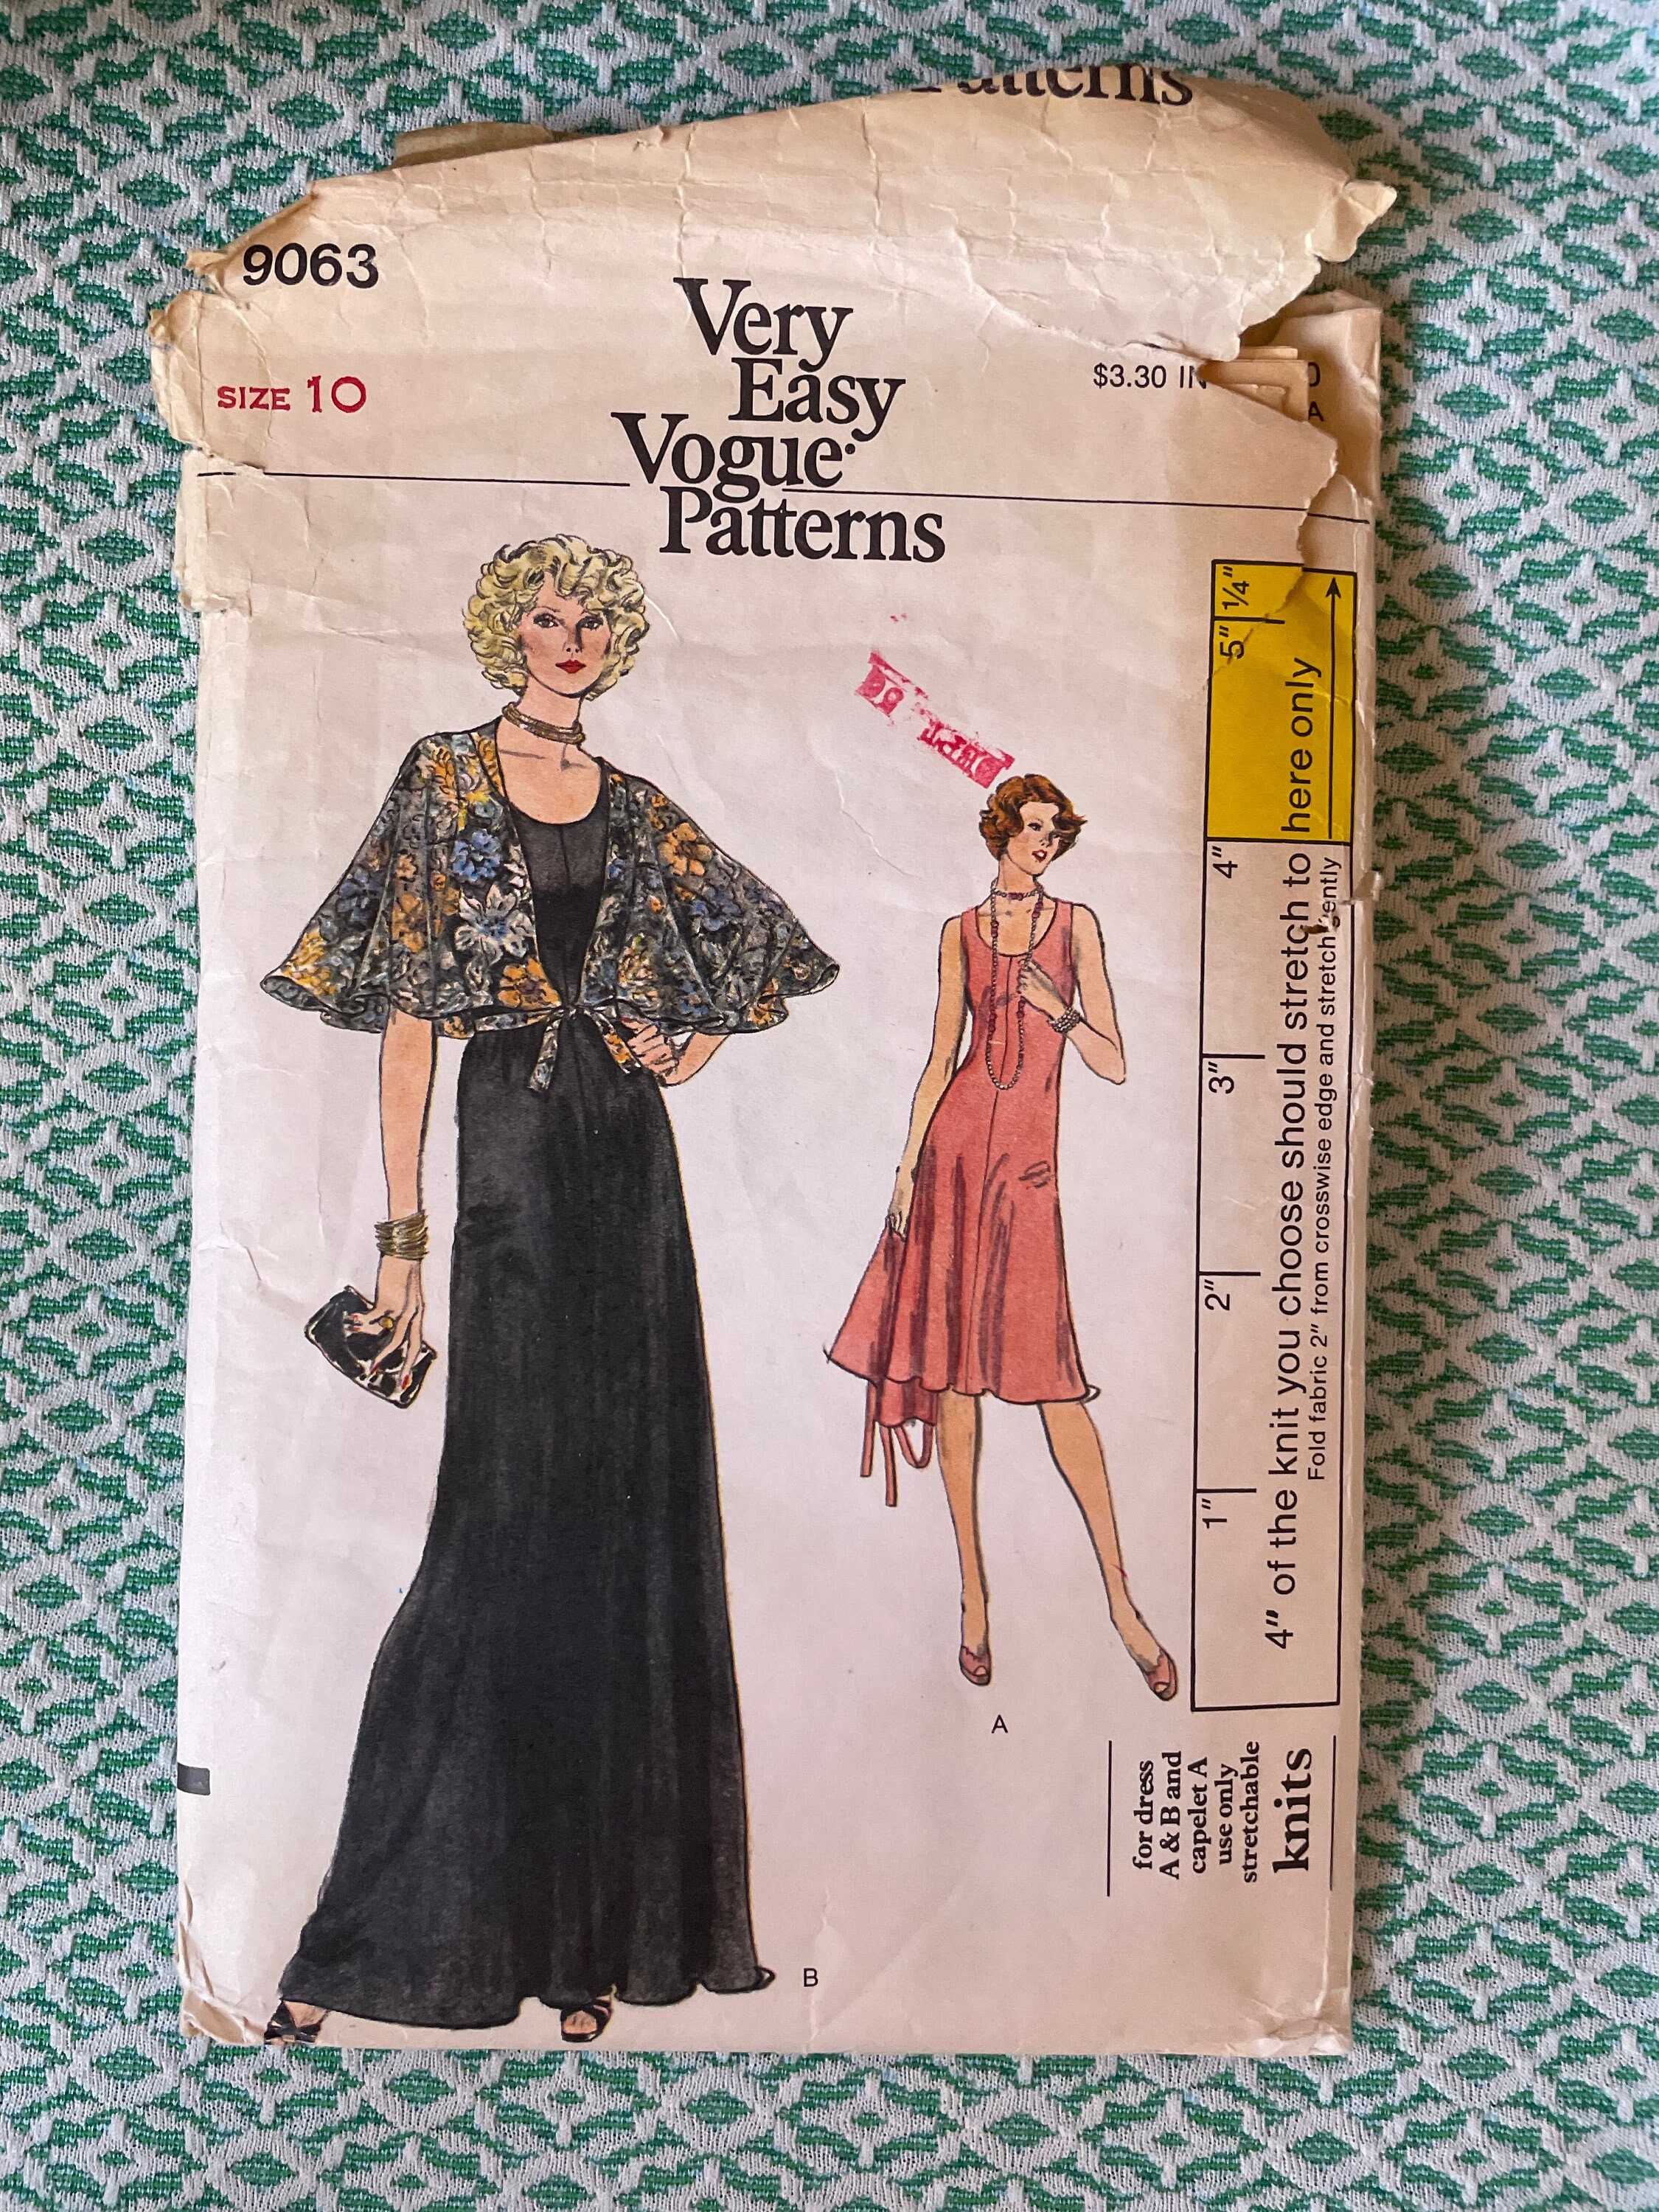 Patterns
9063
Very
Easy
Vogue
Patterns
SIZE 10
$3.30 IN
A
5" 1/4"
4"
3"
2"
1"
4" of the knit you choose should stretch to here only
Fold fabric 2" from crosswise edge and stretch gently
A
B
for dress
A & B and
capelet A
use only
stretchable
knits